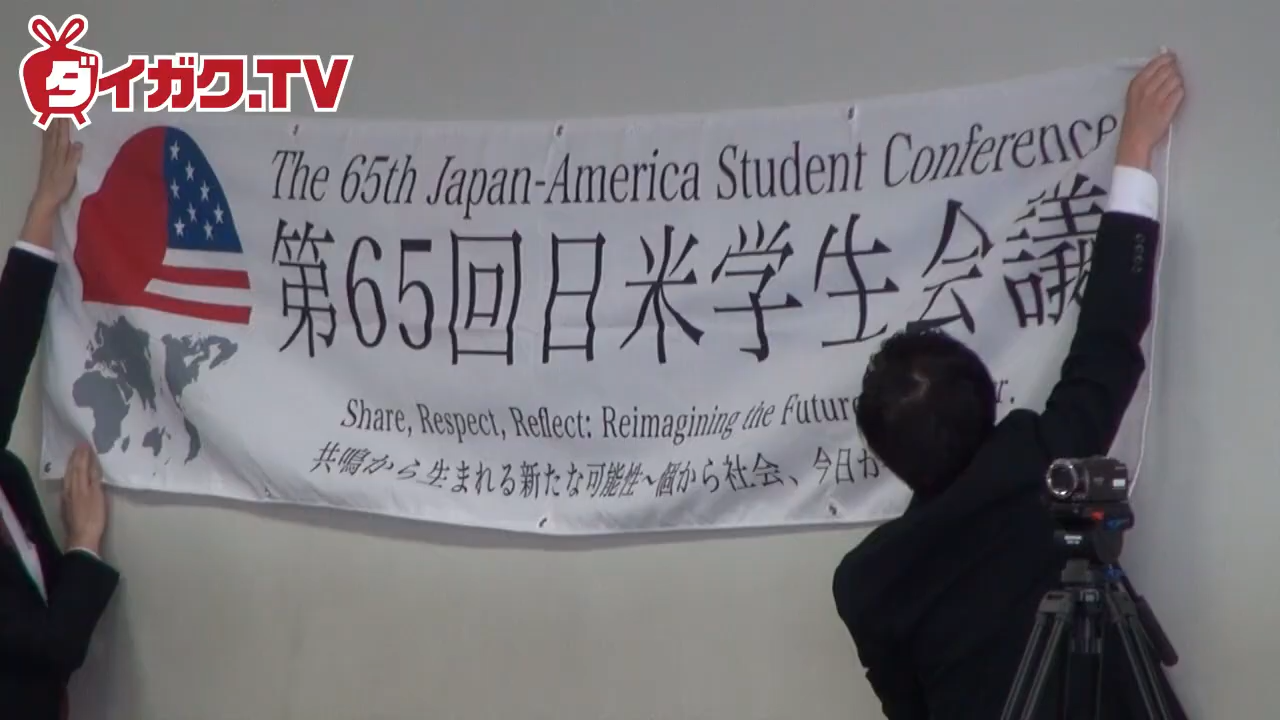 ダイガク.TV
The 65th Japan-America Student Conference
第65回日米学生会議
Share, Respect, Reflect: Reimagining the Future
共鳴から生まれる新たな可能性～個から社会、今日か